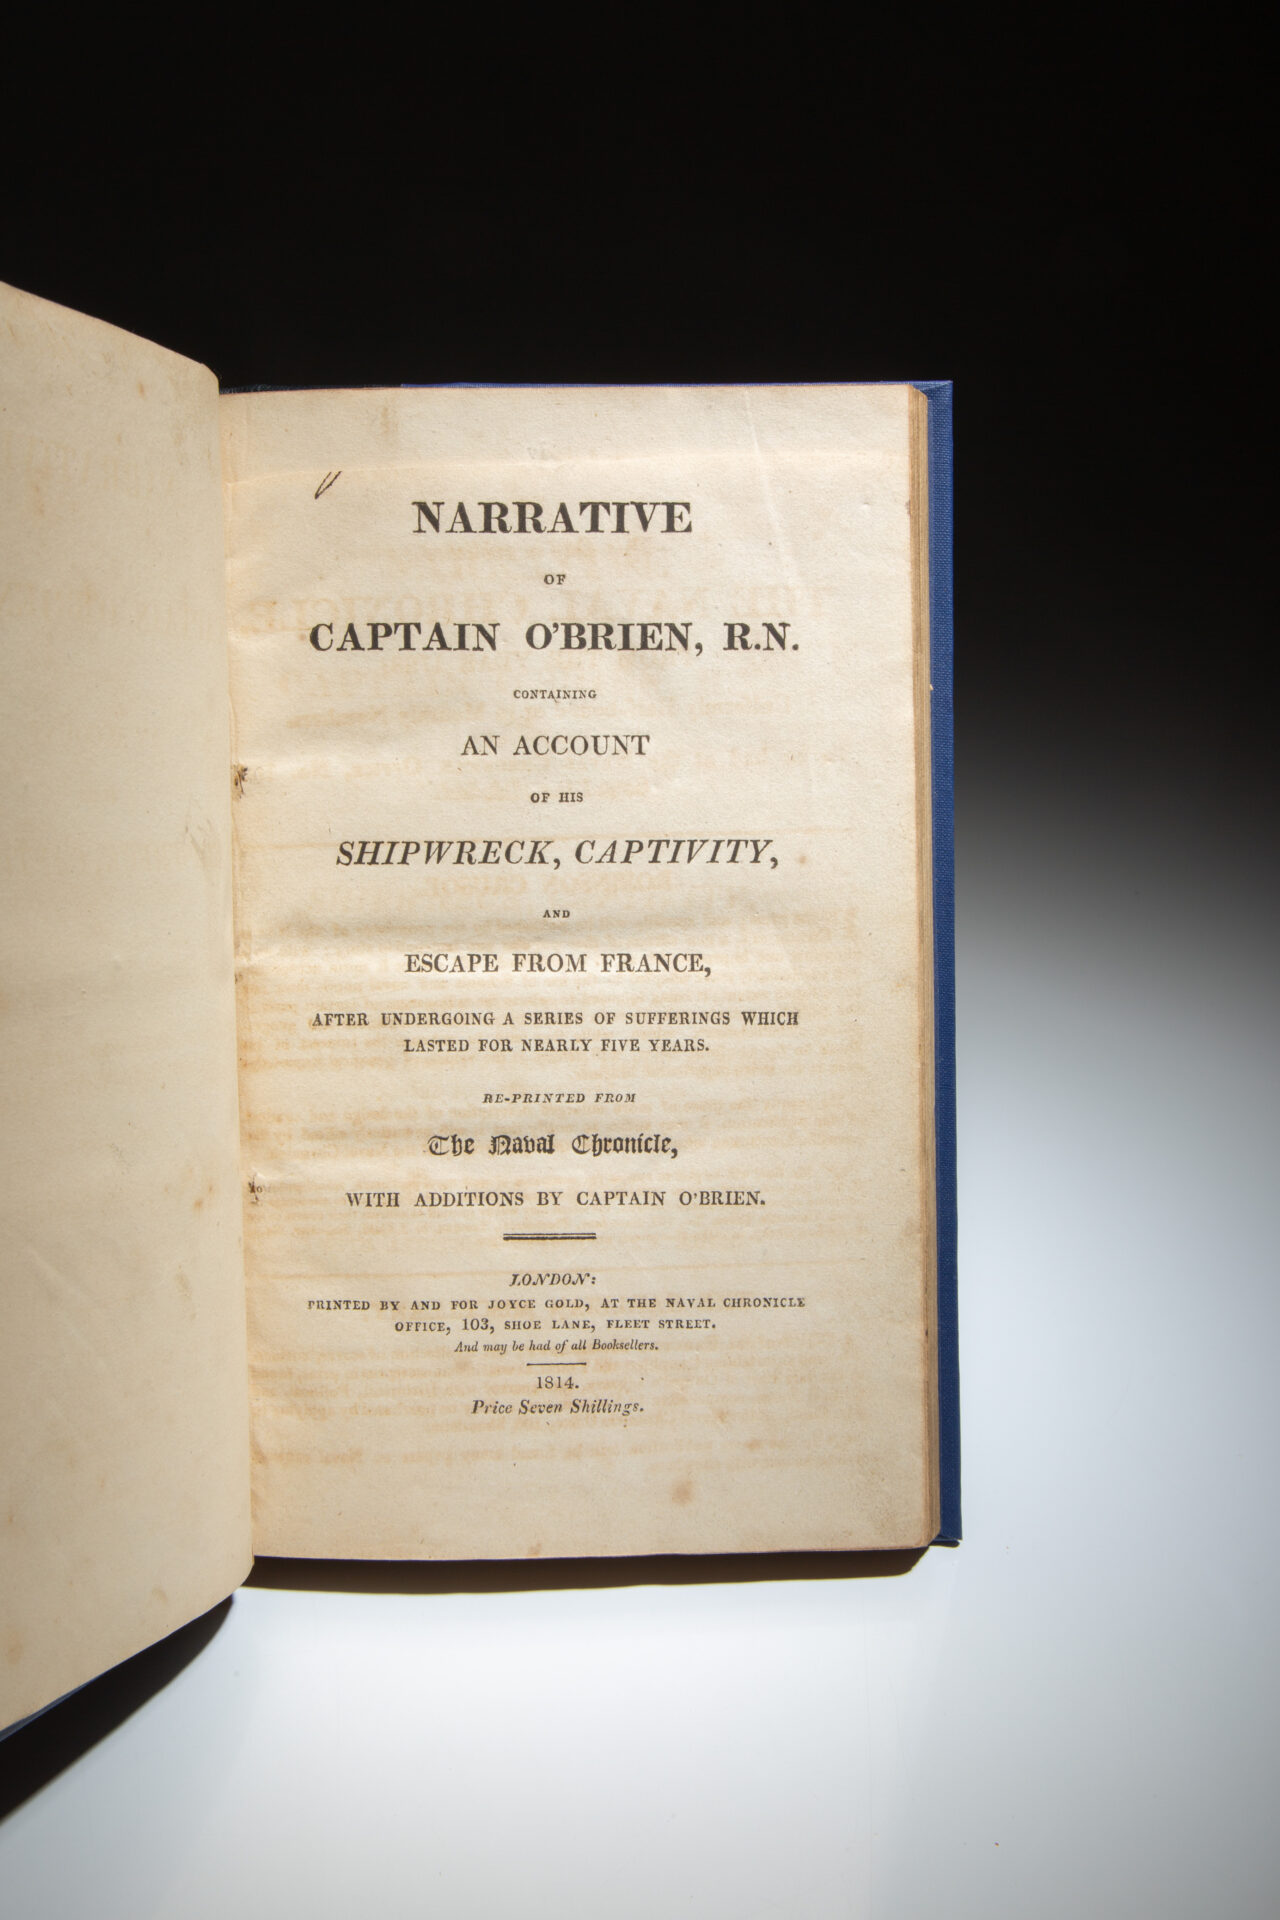 NARRATIVE
OF
CAPTAIN O'BRIEN, R.N.
CONTAINING
AN ACCOUNT
OF HIS
SHIPWRECK, CAPTIVITY,
AND
ESCAPE FROM FRANCE,
AFTER UNDERGOING A SERIES OF SUFFERINGS WHICH
LASTED FOR NEARLY FIVE YEARS.
RE-PRINTED FROM
The Naval Chronicle,
WITH ADDITIONS BY CAPTAIN O'BRIEN.
LONDON:
PRINTED BY AND FOR JOYCE GOLD, AT THE NAVAL CHRONICLE
OFFICE, 103, SHOE LANE, FLEET STREET.
And may be had of all Booksellers.
1814.
Price Seven Shillings.